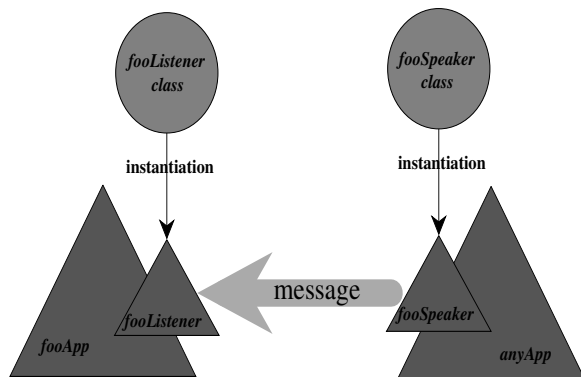 fooListener
class
fooSpeaker
class
instantiation
instantiation
message
fooListener
fooSpeaker
fooApp
anyApp